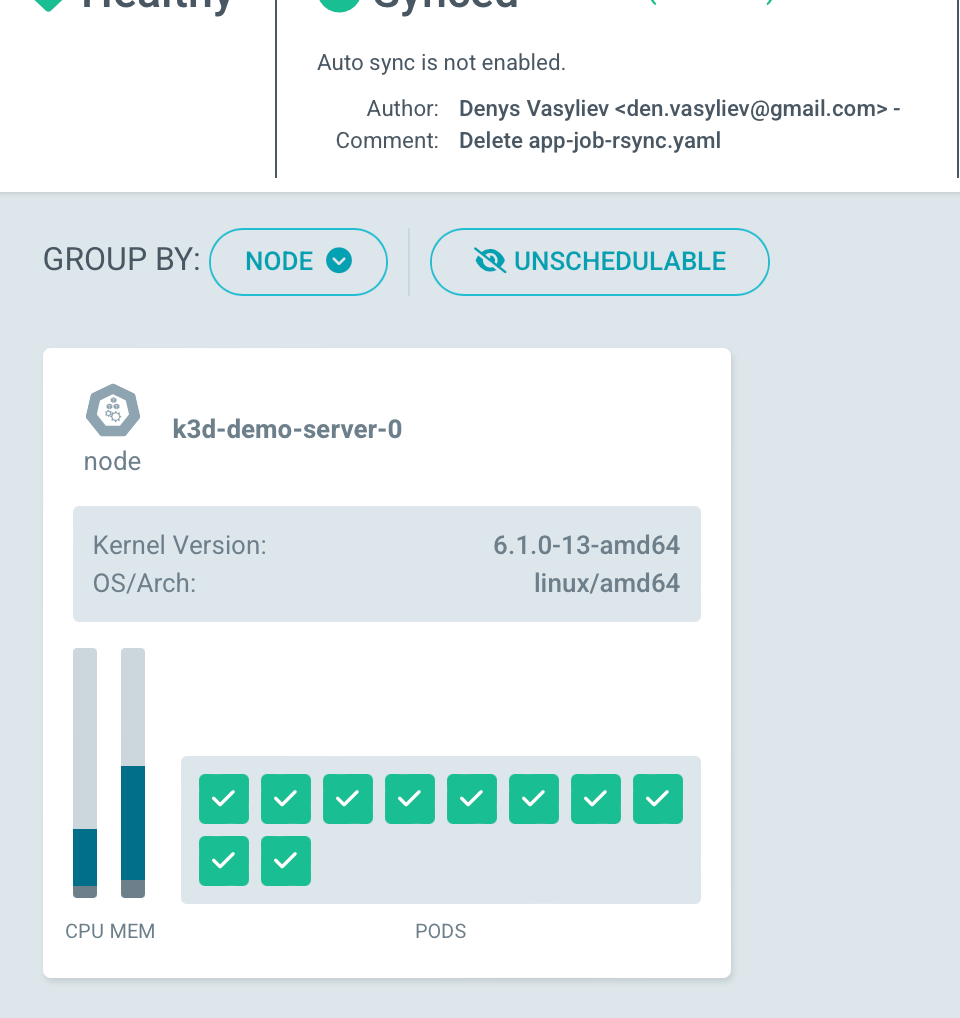 Healthy
Synced
Auto sync is not enabled.
Author: Denys Vasyliev <den.vasyliev@gmail.com> -
Comment: Delete app-job-rsync.yaml
GROUP BY: NODE UNSCHEDULABLE
k3d-demo-server-0
node
Kernel Version: 6.1.0-13-amd64
OS/Arch: linux/amd64
CPU MEM PODS